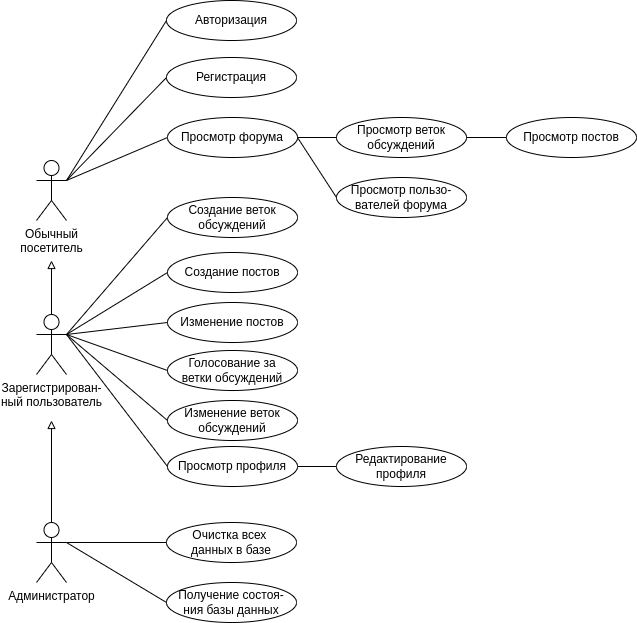 Авторизация
Регистрация
Просмотр форума
Просмотр веток
обсуждений
Просмотр постов
Просмотр пользо-
вателей форума
Обычный
посетитель
Создание веток
обсуждений
Создание постов
Изменение постов
Голосование за
ветки обсуждений
Изменение веток
обсуждений
Зарегистрирован-
ный пользователь
Просмотр профиля
Редактирование
профиля
Очистка всех
данных в базе
Администратор
Получение состоя-
ния базы данных